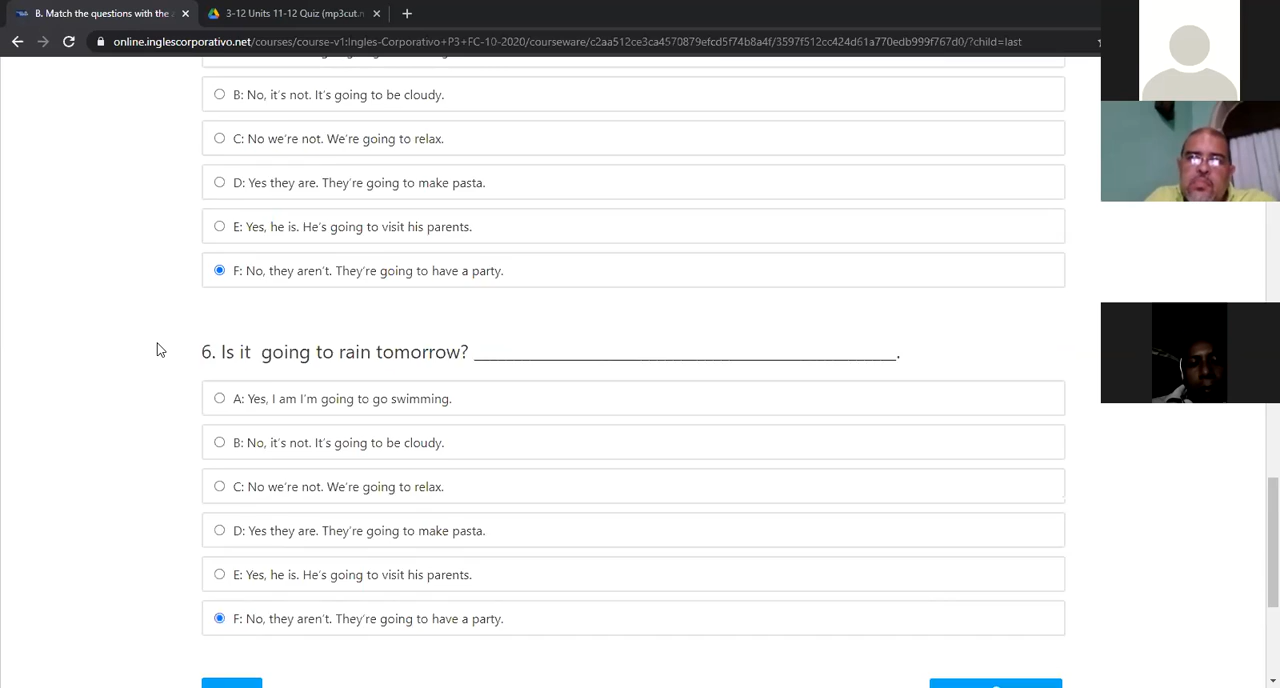 B. Match the questions with the
3-12 Units 11-12 Quiz (mp3cut.n
online.inglescorporativo.net/courses/course-v1:Ingles-Corporativo+P3+FC-10-2020/courseware/c2aa512ce3ca4570879efcd5f74b8a4f/3597f512cc424d61a770edb999f767d0/?child=last
B: No, it's not. It's going to be cloudy.
C: No we're not. We're going to relax.
D: Yes they are. They're going to make pasta.
E: Yes, he is. He's going to visit his parents.
F: No, they aren't. They're going to have a party.
6. Is it going to rain tomorrow? ______________________________________.
A: Yes, I am I'm going to go swimming.
B: No, it's not. It's going to be cloudy.
C: No we're not. We're going to relax.
D: Yes they are. They're going to make pasta.
E: Yes, he is. He's going to visit his parents.
F: No, they aren't. They're going to have a party.